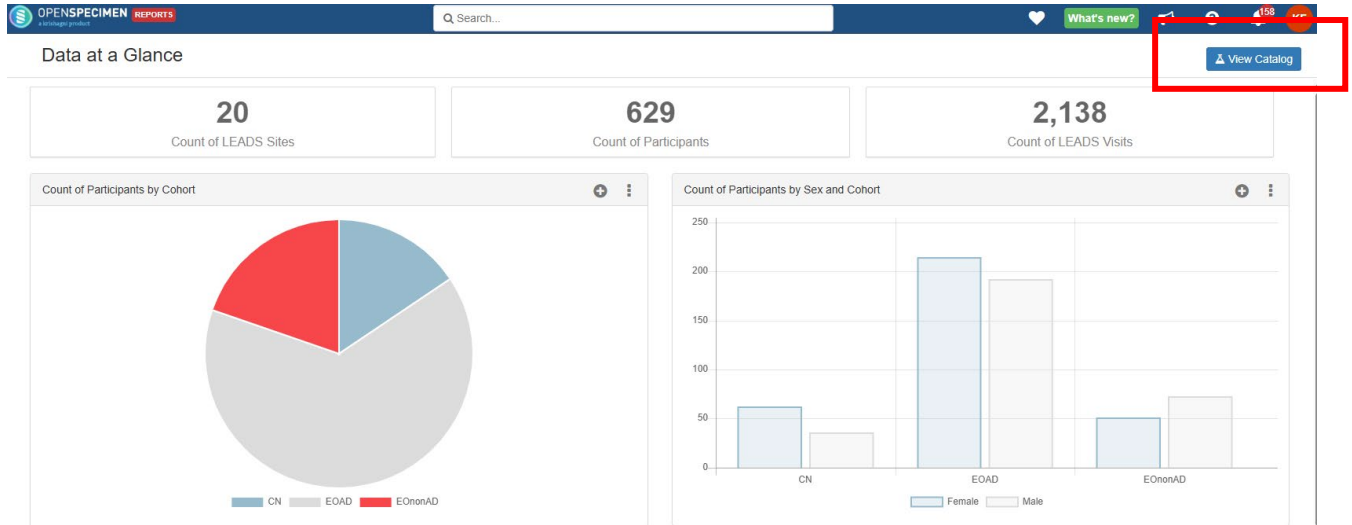 OPENSPECIMEN REPORTS
a krishagni product
Search...
What's new?
158
Data at a Glance
View Catalog
20
Count of LEADS Sites
629
Count of Participants
2,138
Count of LEADS Visits
Count of Participants by Cohort
CN EOAD EOnonAD
Count of Participants by Sex and Cohort
250
200
150
100
50
0
CN EOAD EOnonAD
Female Male